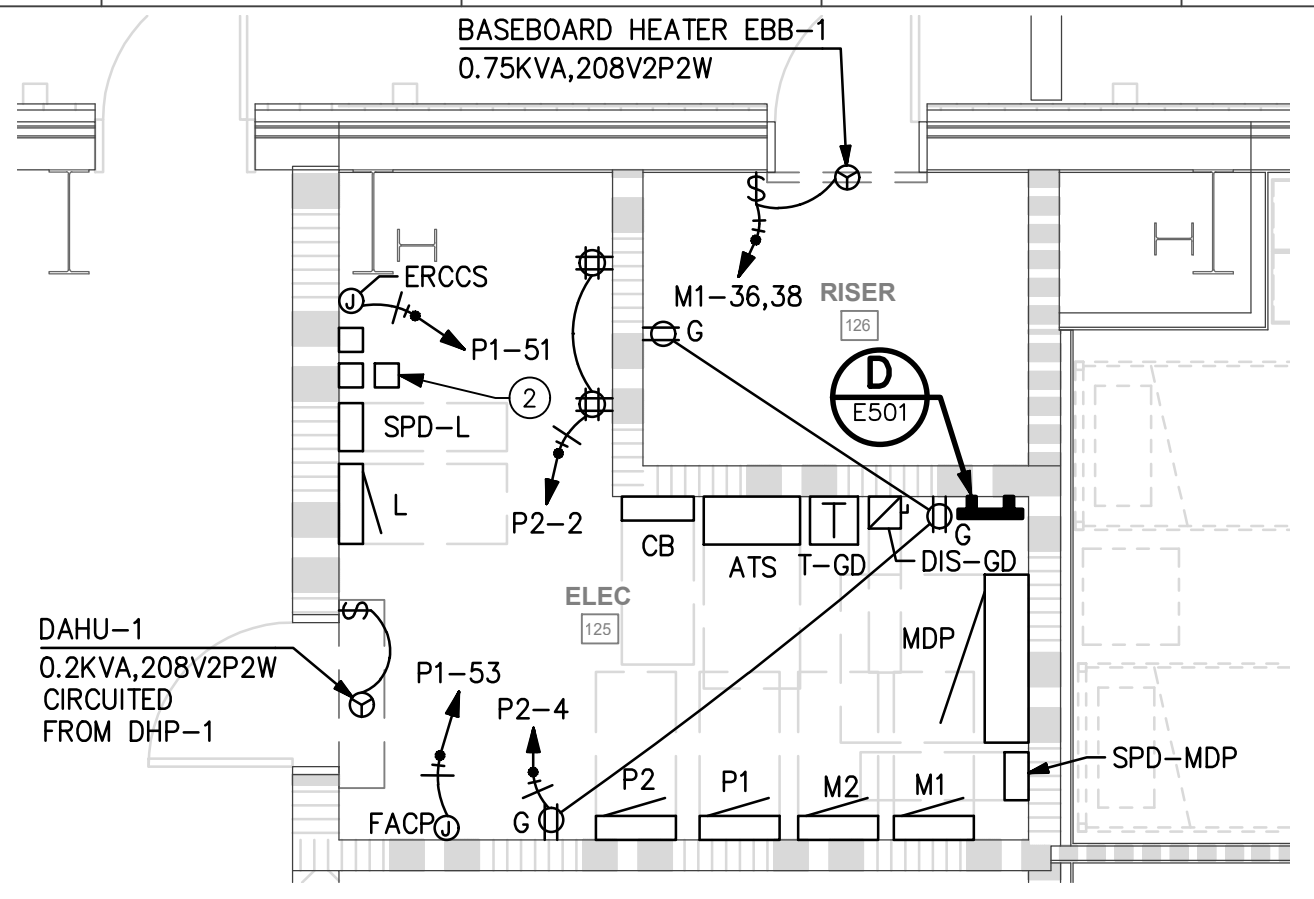 BASEBOARD HEATER EBB-1
0.75KVA,208V2P2W
$
M1-36,38
RISER
126
ERCCS
J
P1-51
G
2
D
E501
SPD-L
L
P2-2
CB
ATS
T
T-GD
DIS-GD
G
ELEC
125
$
MDP
DAHU-1
0.2KVA,208V2P2W
CIRCUITED
FROM DHP-1
P1-53
P2-4
SPD-MDP
P2
P1
M2
M1
FACP
J
G